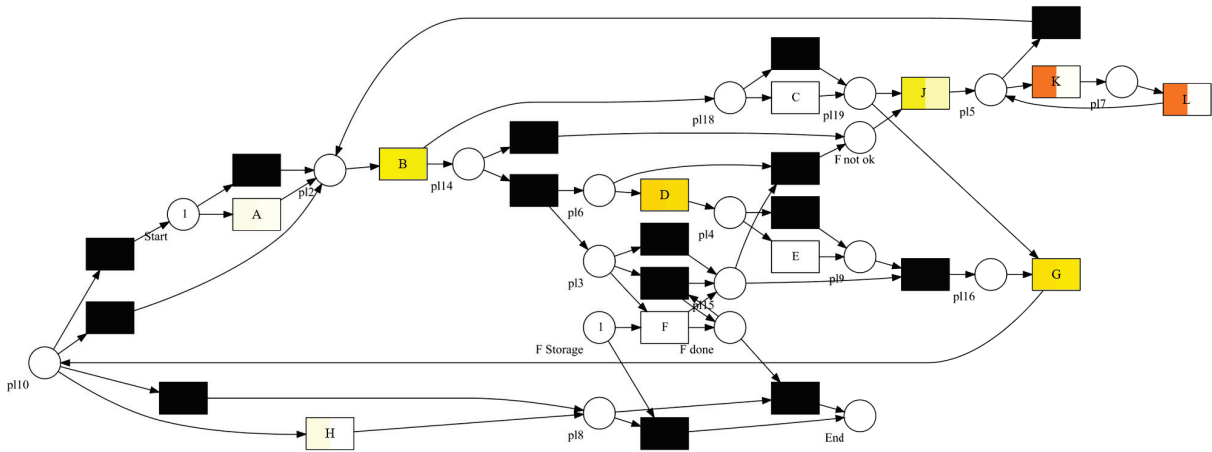 K
pl7
L
J
pl5
C
pl18
pl19
F not ok
B
pl14
pl2
A
1
Start
D
pl6
pl4
E
pl9
pl3
pl15
pl16
G
1
F
F Storage
F done
pl10
H
pl8
End